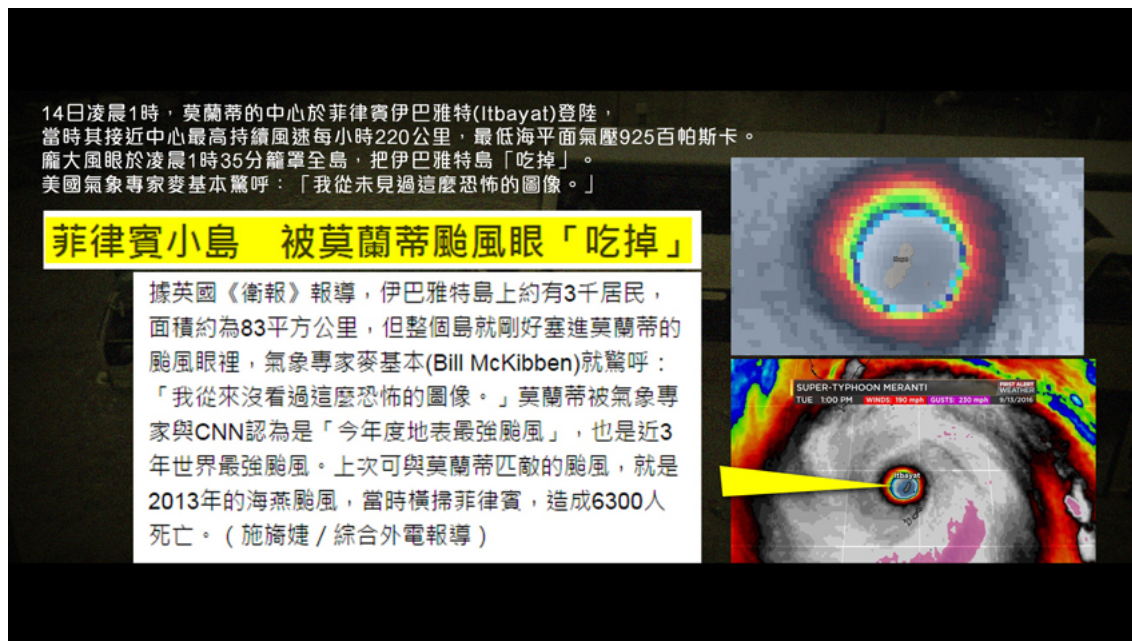 14日凌晨1時，莫蘭蒂的中心於菲律賓伊巴雅特(Itbayat)登陸，
當時其接近中心最高持續風速每小時220公里，最低海平面氣壓925百帕斯卡。
龐大風眼於凌晨1時35分籠罩全島，把伊巴雅特島「吃掉」。
美國氣象專家麥基本驚呼：「我從未見過這麼恐怖的圖像。」
菲律賓小島　被莫蘭蒂颱風眼「吃掉」
據英國《衛報》報導，伊巴雅特島上約有3千居民，
面積約為83平方公里，但整個島就剛好塞進莫蘭蒂的
颱風眼裡，氣象專家麥基本(Bill McKibben)就驚呼：
「我從來沒看過這麼恐怖的圖像。」莫蘭蒂被氣象專
家與CNN認為是「今年度地表最強颱風」，也是近3
年世界最強颱風。上次可與莫蘭蒂匹敵的颱風，就是
2013年的海燕颱風，當時橫掃菲律賓，造成6300人
死亡。（施旖婕／綜合外電報導）
SUPER-TYPHOON MERANTI
FIRST ALERT
WEATHER
TUE 1:00 PM WINDS: 190 mph GUSTS: 230 mph 9/13/2016
Itbayat